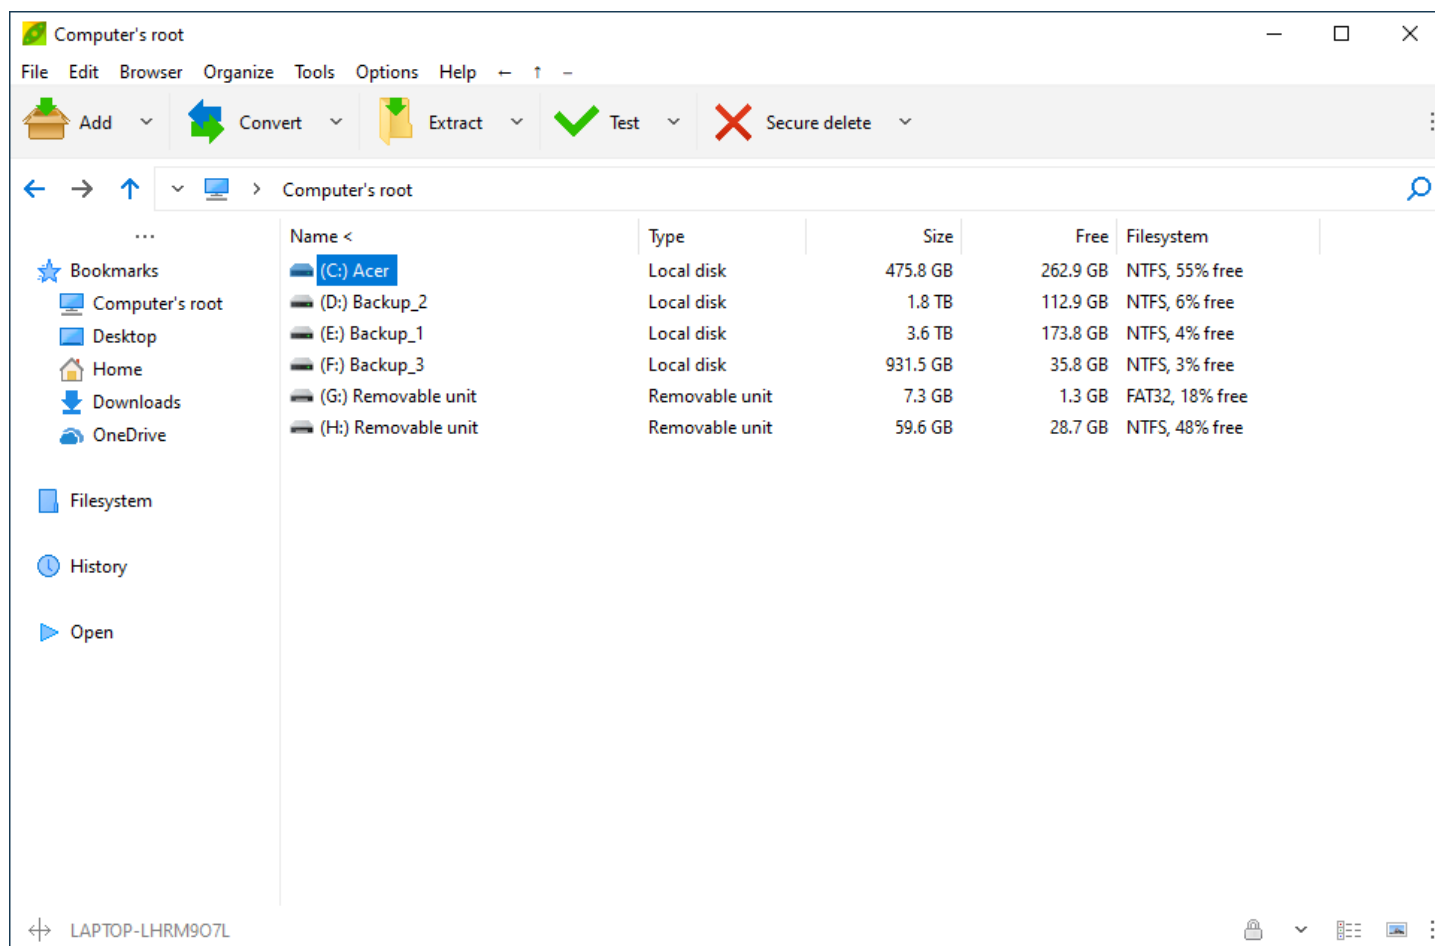 Computer's root
File Edit Browser Organize Tools Options Help ← ↑ –
Add Convert Extract Test Secure delete
> Computer's root
...
Bookmarks
Computer's root
Desktop
Home
Downloads
OneDrive
Filesystem
History
Open
Name < Type Size Free Filesystem
(C:) Acer Local disk 475.8 GB 262.9 GB NTFS, 55% free
(D:) Backup_2 Local disk 1.8 TB 112.9 GB NTFS, 6% free
(E:) Backup_1 Local disk 3.6 TB 173.8 GB NTFS, 4% free
(F:) Backup_3 Local disk 931.5 GB 35.8 GB NTFS, 3% free
(G:) Removable unit Removable unit 7.3 GB 1.3 GB FAT32, 18% free
(H:) Removable unit Removable unit 59.6 GB 28.7 GB NTFS, 48% free
LAPTOP-LHRM9O7L